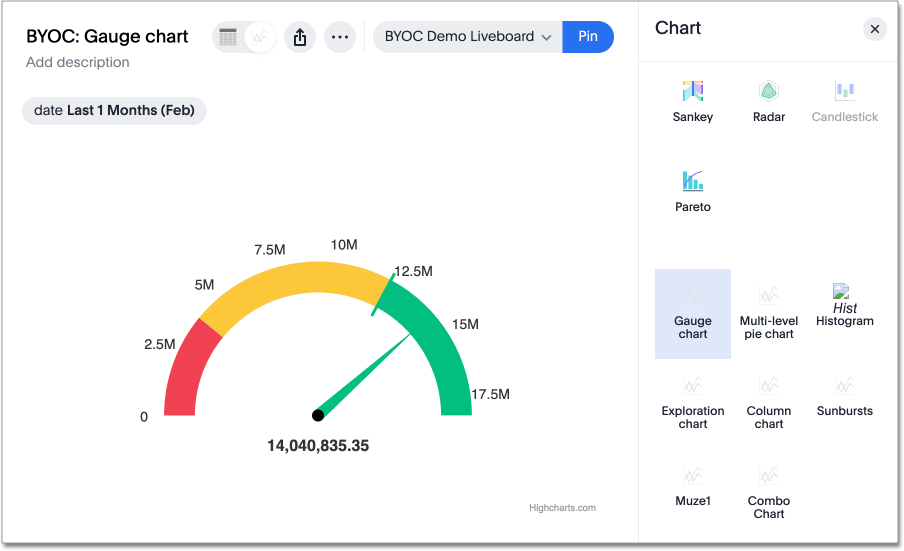 BYOC: Gauge chart
Add description
BYOC Demo Liveboard
Pin
date Last 1 Months (Feb)
0
2.5M
5M
7.5M
10M
12.5M
15M
17.5M
14,040,835.35
Highcharts.com
Chart
Sankey
Radar
Candlestick
Pareto
Gauge
chart
Multi-level
pie chart
Hist
Histogram
Exploration
chart
Column
chart
Sunbursts
Muze1
Combo
Chart